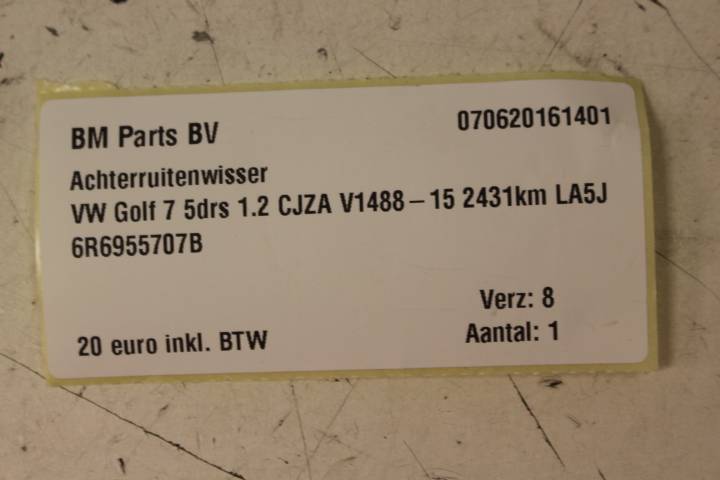 BM Parts BV 070620161401
Achterruitenwisser
VW Golf 7 5drs 1.2 CJZA V1488-15 2431km LA5J
6R6955707B
Verz: 8
20 euro inkl. BTW Aantal: 1